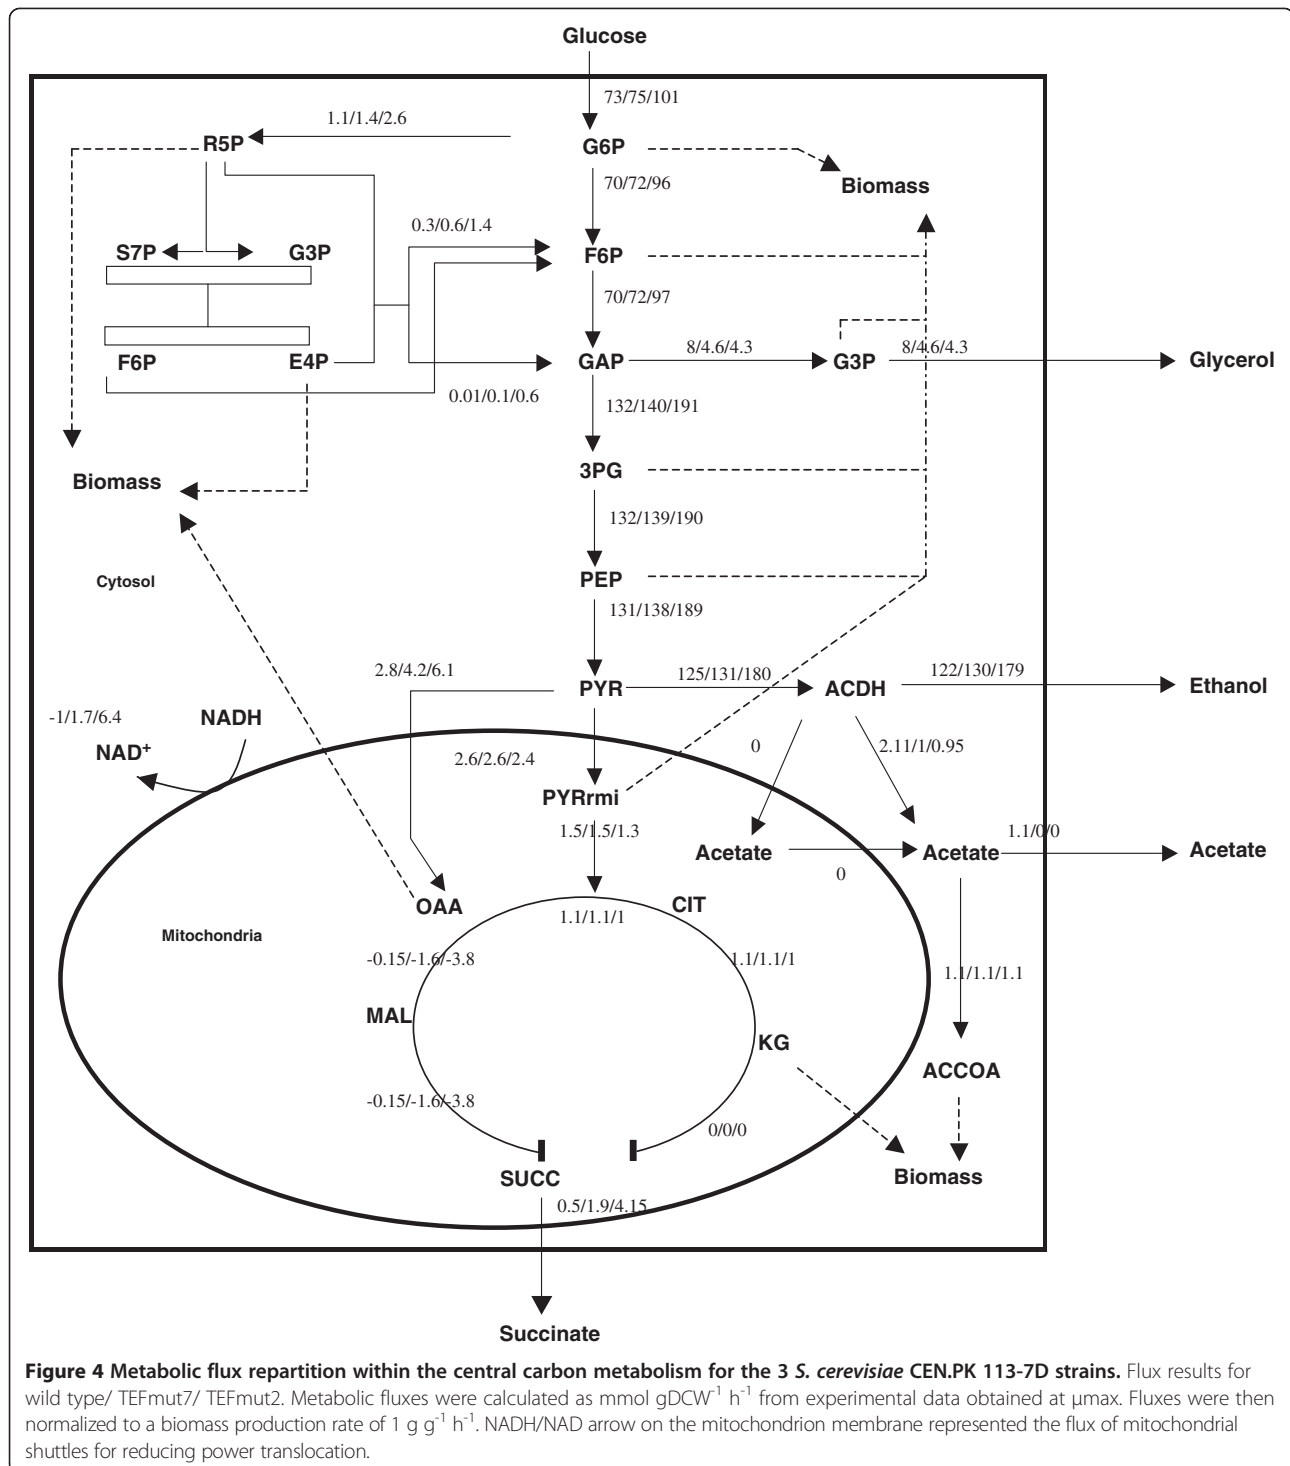 Glucose
73/75/101
1.1/1.4/2.6
R5P
G6P
Biomass
70/72/96
0.3/0.6/1.4
S7P
G3P
F6P
70/72/97
F6P
E4P
GAP
8/4.6/4.3
G3P
8/4.6/4.3
Glycerol
0.01/0.1/0.6
132/140/191
3PG
Biomass
132/139/190
Cytosol
PEP
131/138/189
2.8/4.2/6.1
PYR
125/131/180
ACDH
122/130/179
Ethanol
-1/1.7/6.4
NADH
NAD+
2.6/2.6/2.4
0
2.11/1/0.95
PYRrmi
1.5/1.5/1.3
Acetate
0
Acetate
1.1/0/0
Acetate
OAA
1.1/1.1/1
CIT
Mitochondria
-0.15/-1.6/-3.8
1.1/1.1/1
1.1/1.1/1.1
MAL
KG
ACCOA
-0.15/-1.6/-3.8
0/0/0
SUCC
Biomass
0.5/1.9/4.15
Succinate
Figure 4 Metabolic flux repartition within the central carbon metabolism for the 3 S. cerevisiae CEN.PK 113-7D strains. Flux results for
wild type/ TEFmut7/ TEFmut2. Metabolic fluxes were calculated as mmol gDCW-1 h-1 from experimental data obtained at µmax. Fluxes were then
normalized to a biomass production rate of 1 g g-1 h-1. NADH/NAD arrow on the mitochondrion membrane represented the flux of mitochondrial
shuttles for reducing power translocation.